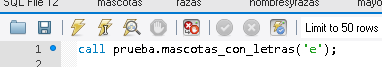 SQL File 12
mascotas
razas
nombresyrazas
mayo
Limit to 50 rows
1 call prueba.mascotas_con_letras('e');
2